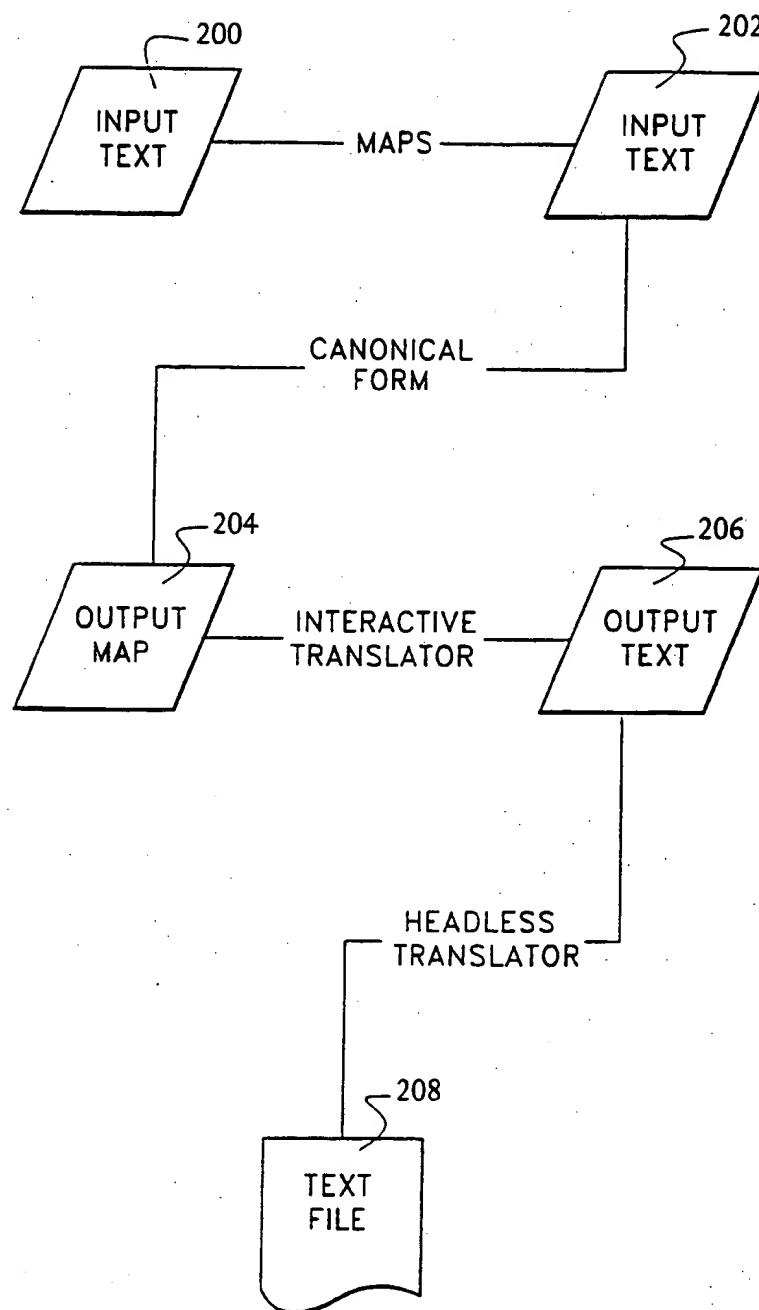 200
202
INPUT
TEXT
MAPS
INPUT
TEXT
CANONICAL
FORM
204
206
OUTPUT
MAP
INTERACTIVE
TRANSLATOR
OUTPUT
TEXT
HEADLESS
TRANSLATOR
208
TEXT
FILE